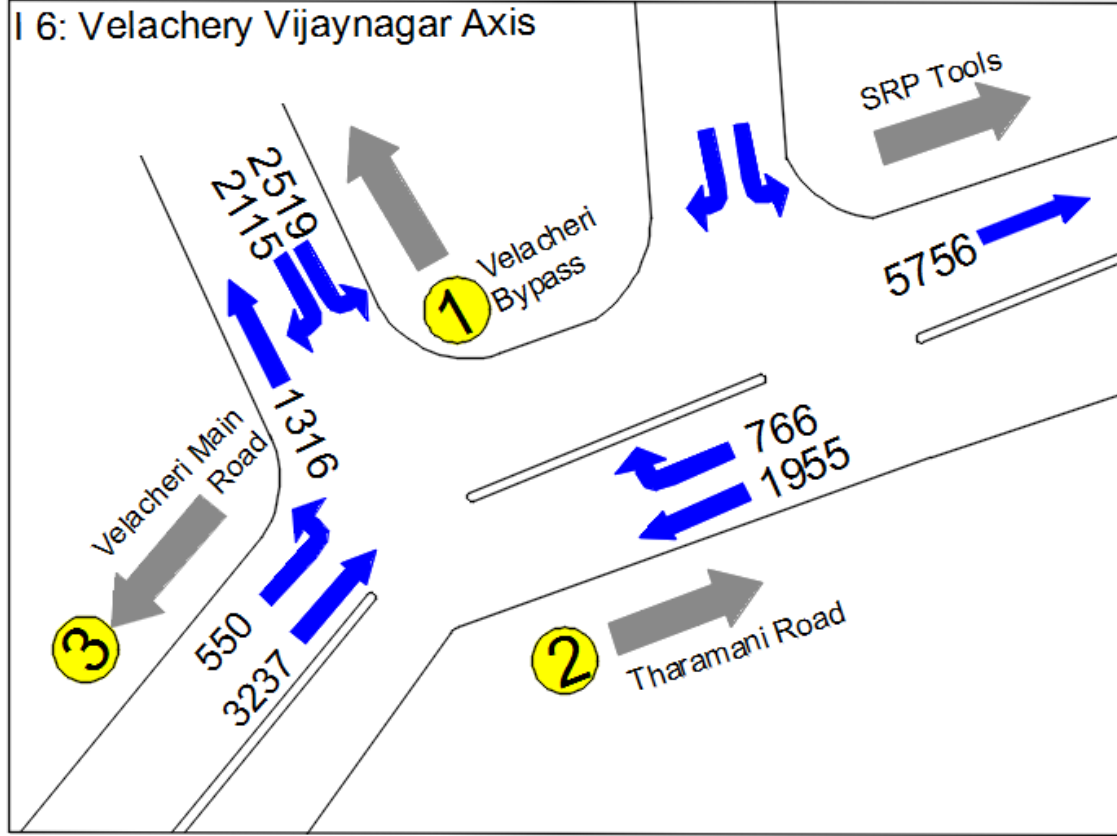 I 6: Velachery Vijaynagar Axis
SRP Tools
2519
2115
Velacheri
Bypass
1
5756
1316
766
1955
Velacheri Main
Road
3
550
3237
2
Tharamani Road